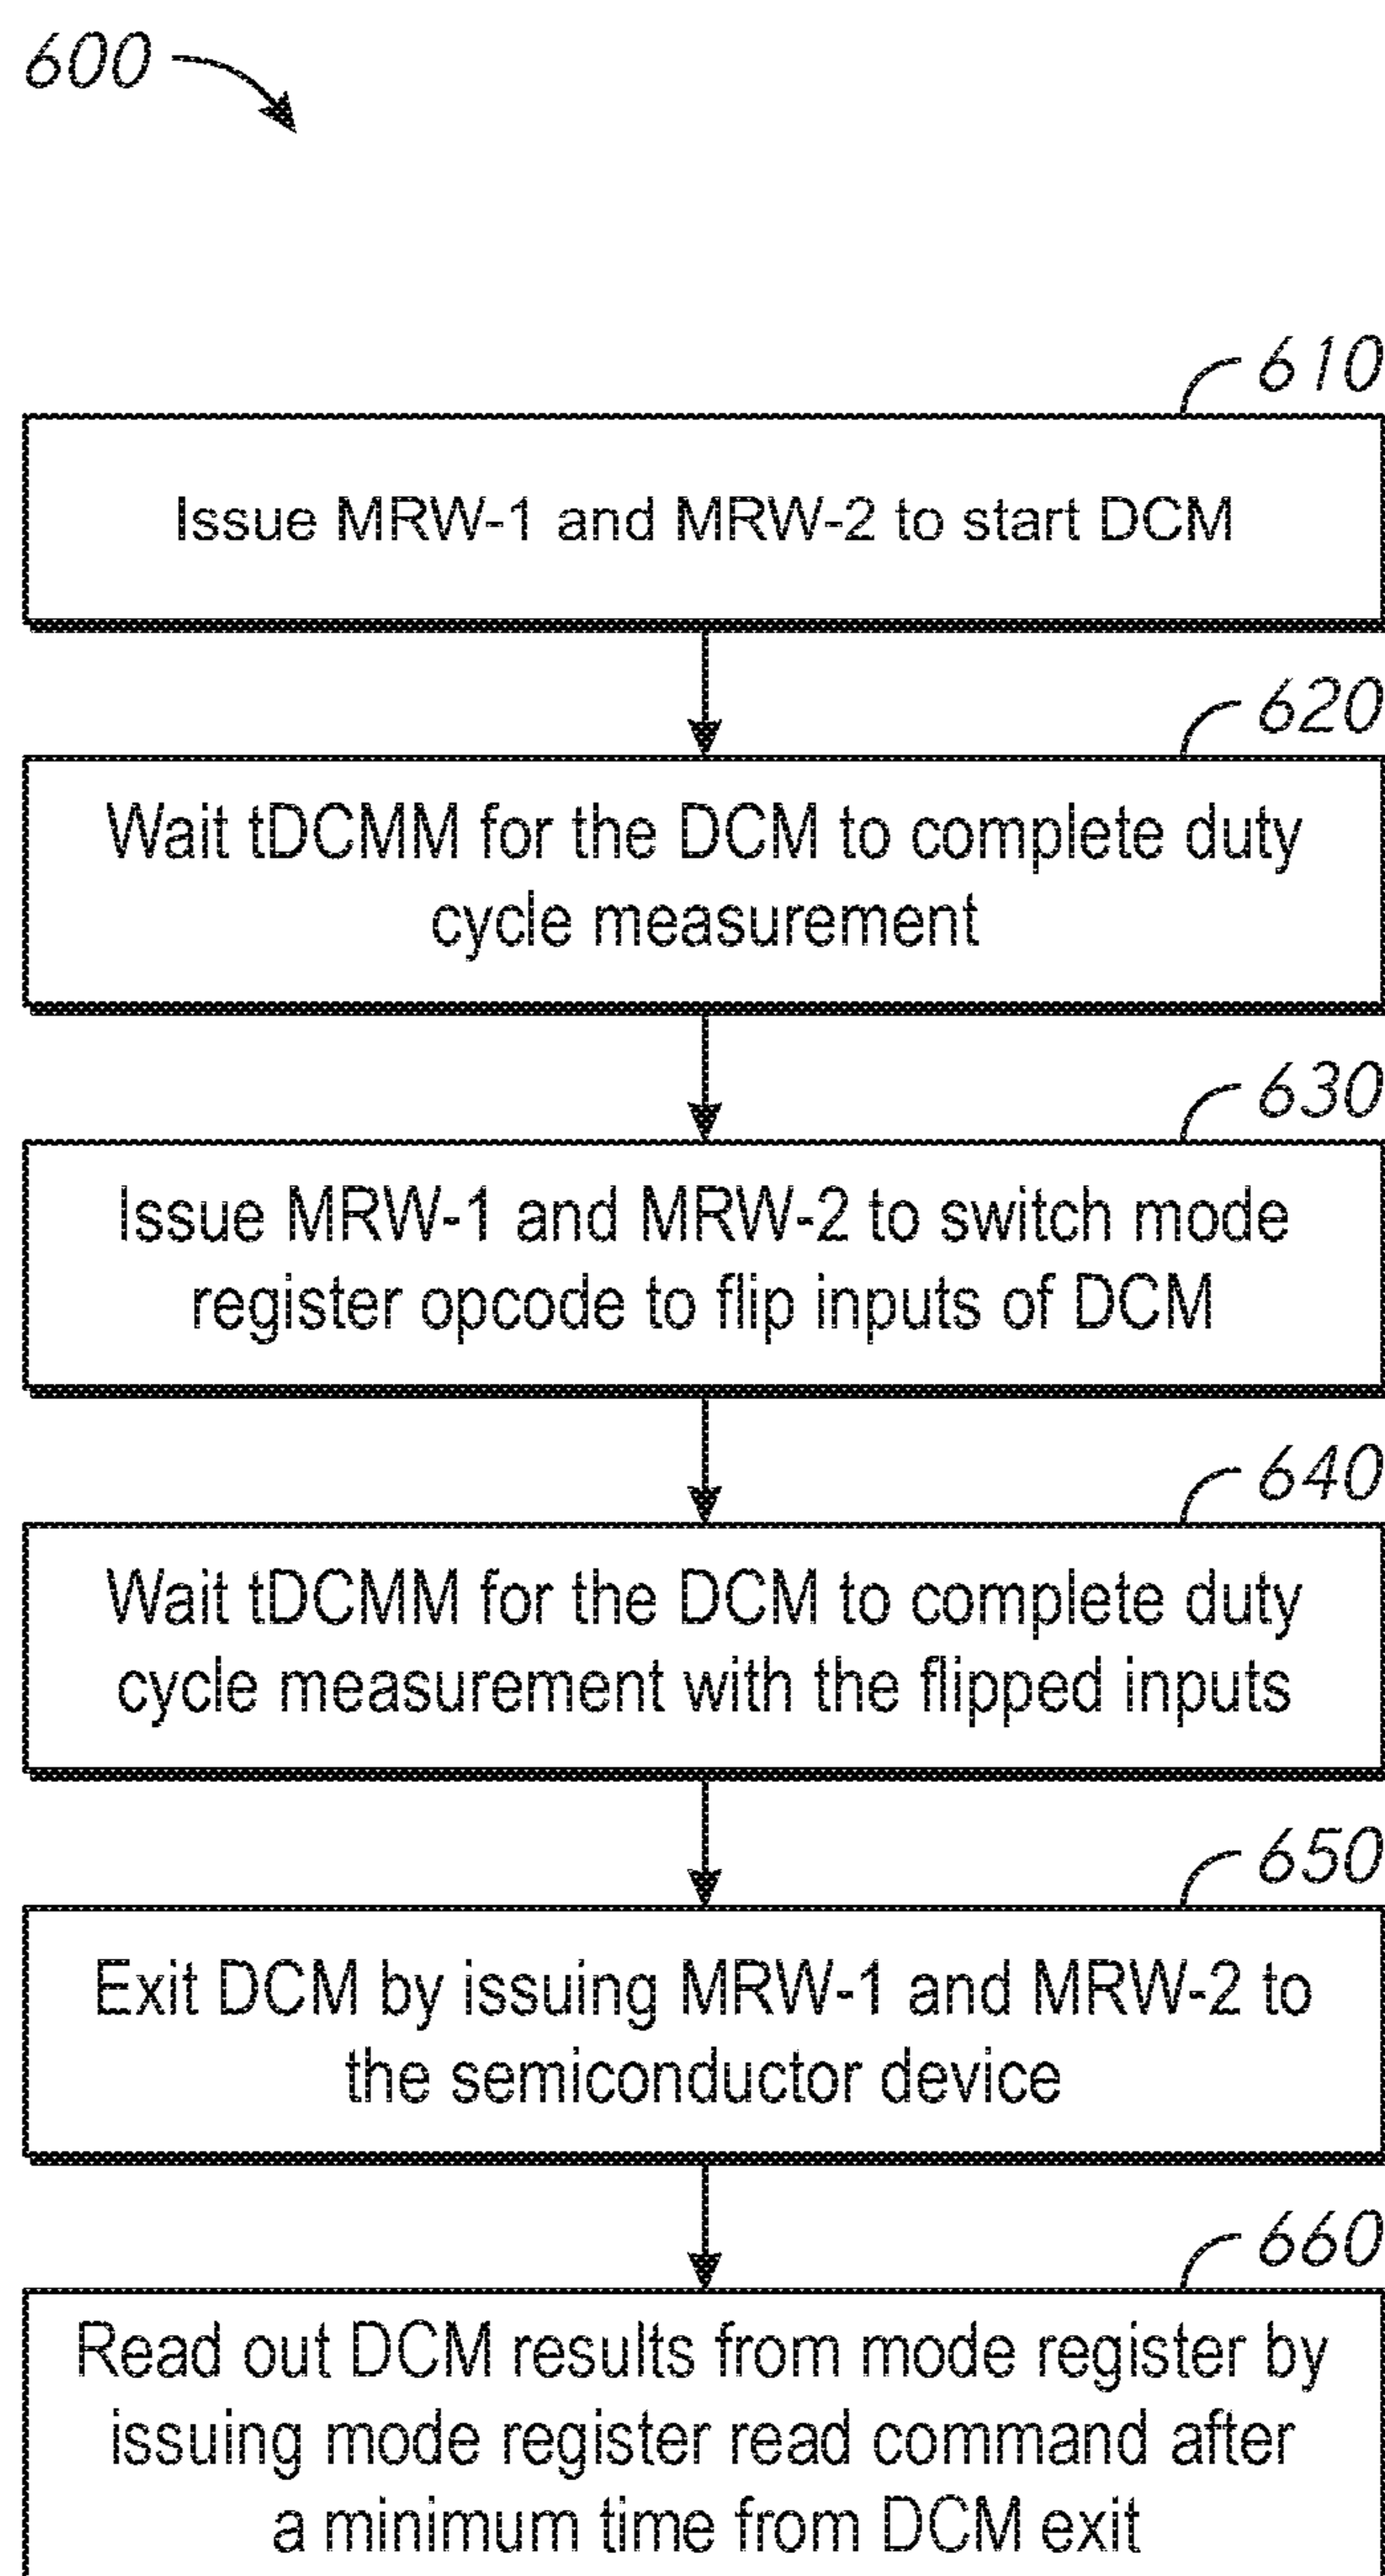 600
610
Issue MRW-1 and MRW-2 to start DCM
620
Wait tDCMM for the DCM to complete duty
cycle measurement
630
Issue MRW-1 and MRW-2 to switch mode
register opcode to flip inputs of DCM
640
Wait tDCMM for the DCM to complete duty
cycle measurement with the flipped inputs
650
Exit DCM by issuing MRW-1 and MRW-2 to
the semiconductor device
660
Read out DCM results from mode register by
issuing mode register read command after
a minimum time from DCM exit